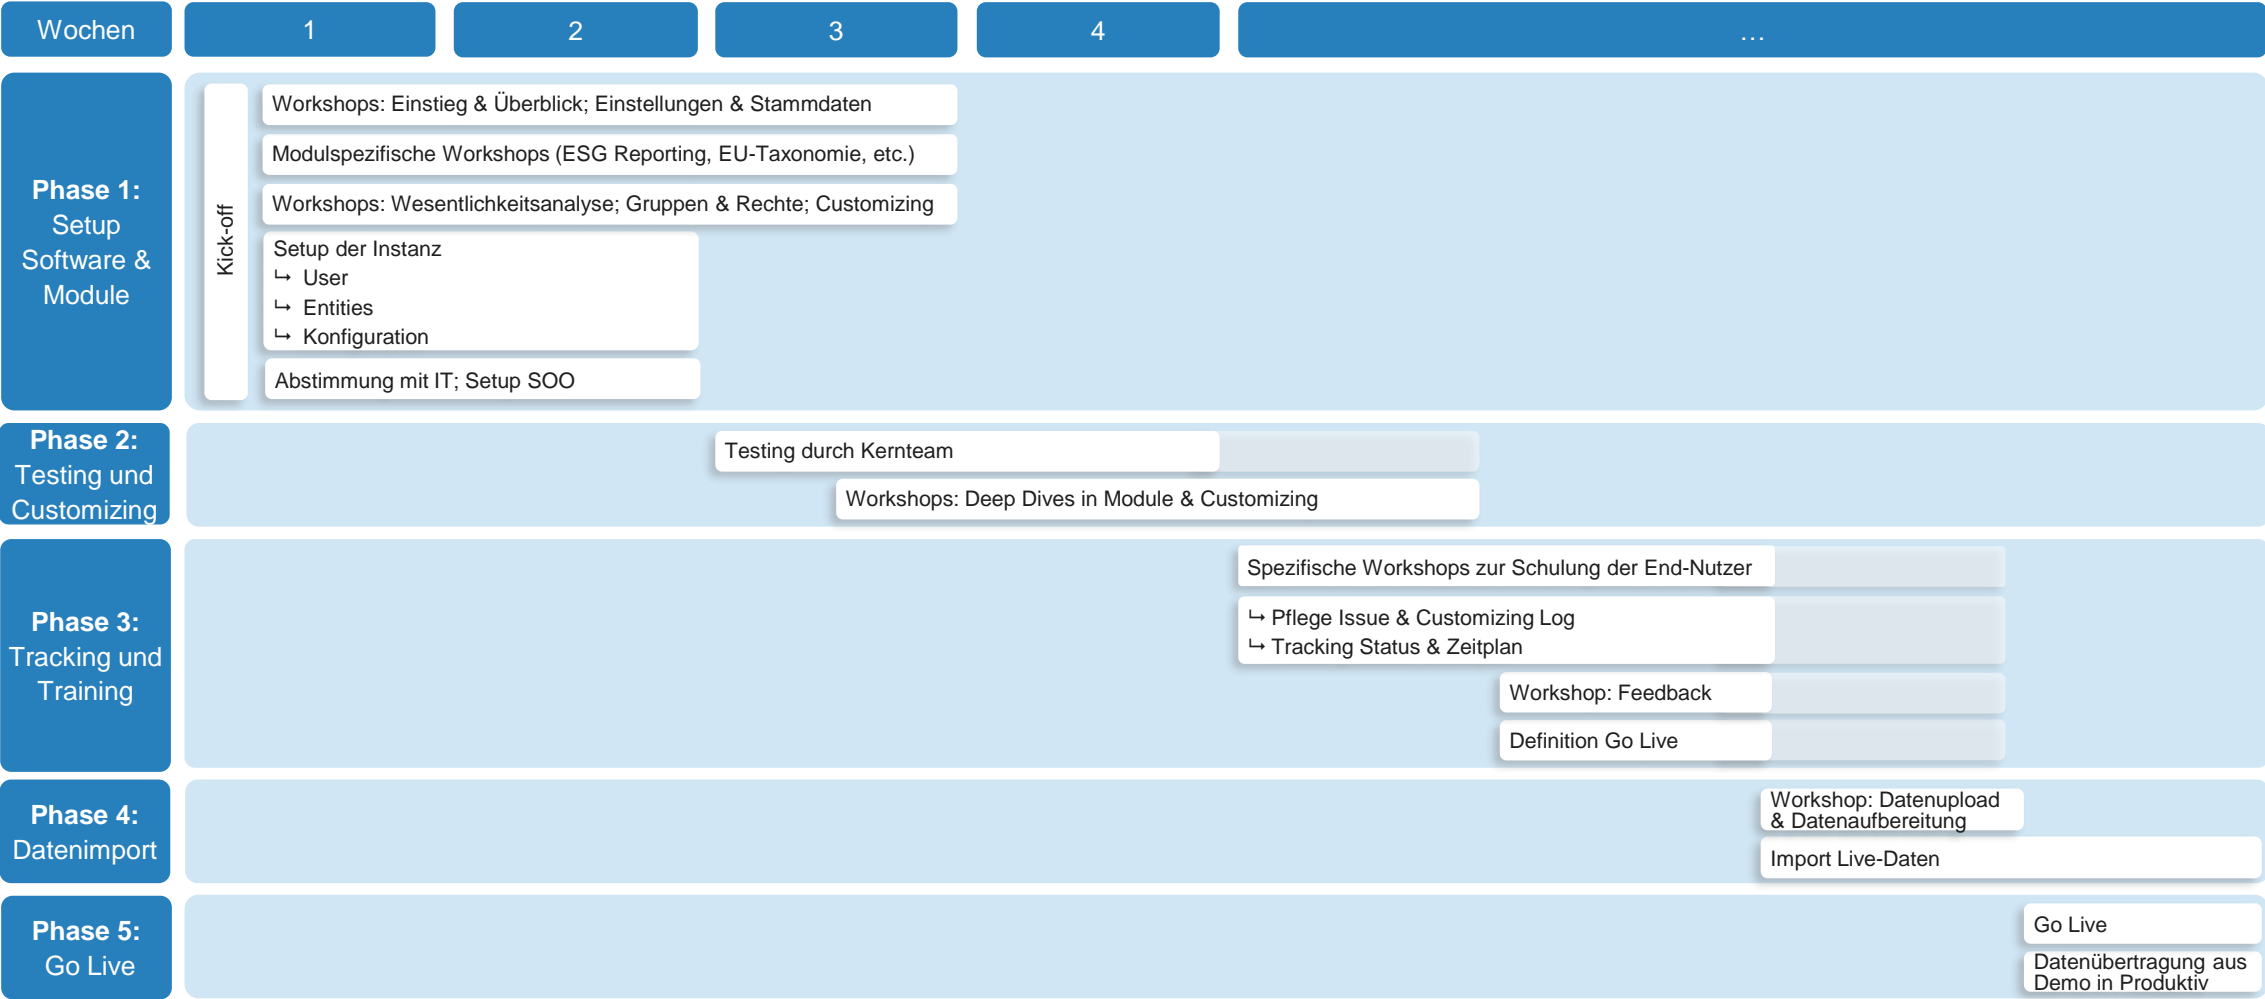 Wochen
1
2
3
4
…
Phase 1:
Setup
Software &
Module
Kick-off
Workshops: Einstieg & Überblick; Einstellungen & Stammdaten
Modulspezifische Workshops (ESG Reporting, EU-Taxonomie, etc.)
Workshops: Wesentlichkeitsanalyse; Gruppen & Rechte; Customizing
Setup der Instanz
↳ User
↳ Entities
↳ Konfiguration
Abstimmung mit IT; Setup SOO
Phase 2:
Testing und
Customizing
Testing durch Kernteam
Workshops: Deep Dives in Module & Customizing
Phase 3:
Tracking und
Training
Spezifische Workshops zur Schulung der End-Nutzer
↳ Pflege Issue & Customizing Log
↳ Tracking Status & Zeitplan
Workshop: Feedback
Definition Go Live
Phase 4:
Datenimport
Workshop: Datenupload
& Datenaufbereitung
Import Live-Daten
Phase 5:
Go Live
Go Live
Datenübertragung aus
Demo in Produktiv